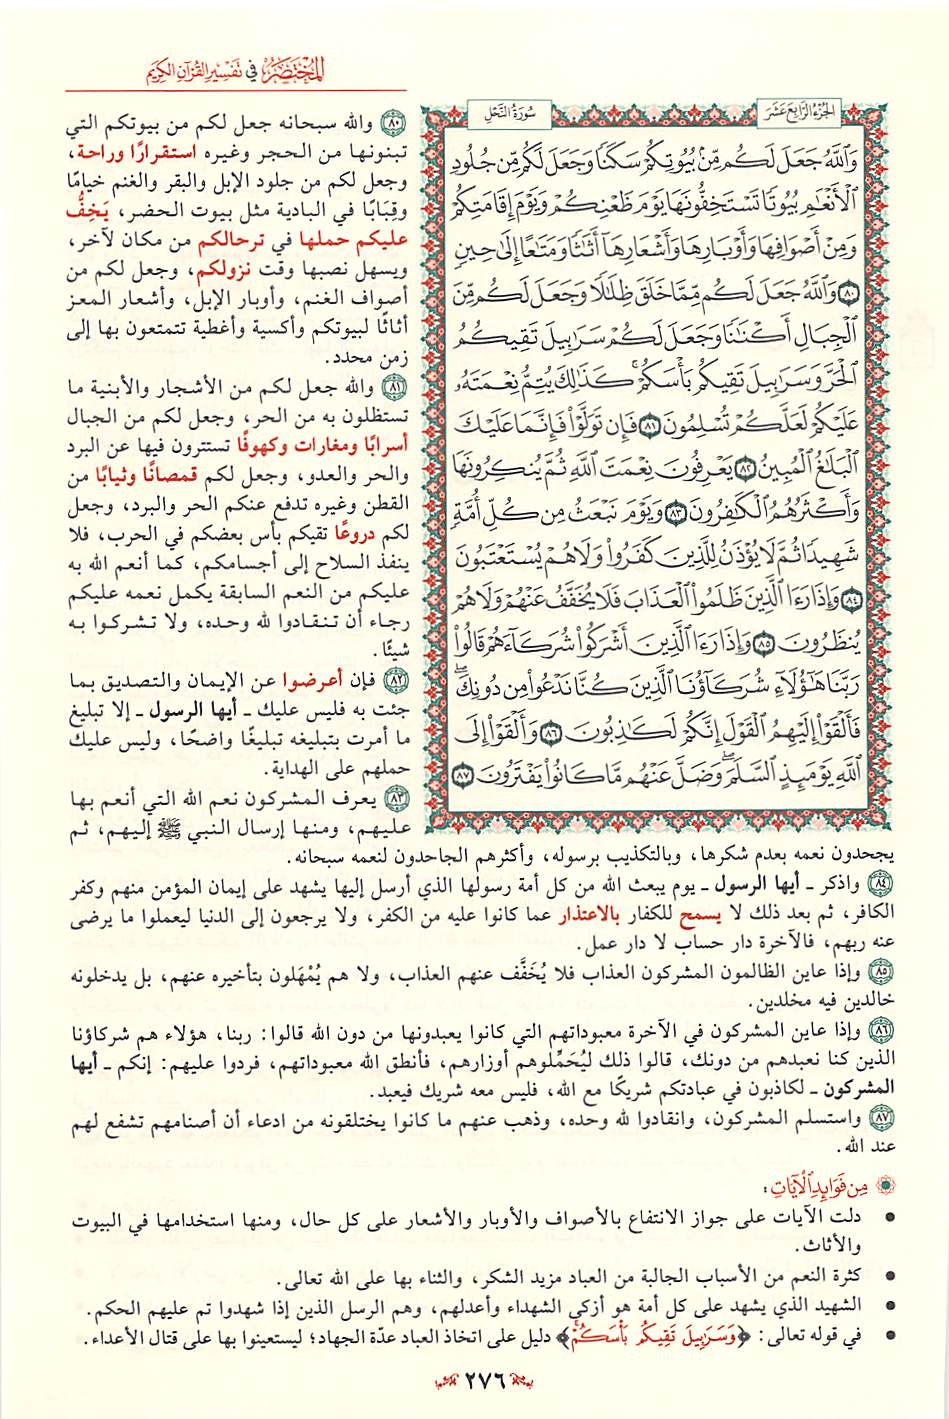 المختصر في تفسير القرآن الكريم
الجزء الرابع عشر
سورة النحل
وَٱللَّهُ جَعَلَ لَكُم مِّنۢ بُيُوتِكُمْ سَكَنًا وَجَعَلَ لَكُم مِّن جُلُودِ
ٱلْأَنْعَٰمِ بُيُوتًا تَسْتَخِفُّونَهَا يَوْمَ ظَعْنِكُمْ وَيَوْمَ إِقَامَتِكُمْ
وَمِنْ أَصْوَافِهَا وَأَوْبَارِهَا وَأَشْعَارِهَآ أَثَٰثًا وَمَتَٰعًا إِلَىٰ حِينٍ
٨٠ وَٱللَّهُ جَعَلَ لَكُم مِّمَّا خَلَقَ ظِلَٰلًا وَجَعَلَ لَكُم مِّنَ
ٱلْجِبَالِ أَكْنَٰنًا وَجَعَلَ لَكُمْ سَرَٰبِيلَ تَقِيكُمُ
ٱلْحَرَّ وَسَرَٰبِيلَ تَقِيكُم بَأْسَكُمْ ۚ كَذَٰلِكَ يُتِمُّ نِعْمَتَهُۥ
عَلَيْكُمْ لَعَلَّكُمْ تُسْلِمُونَ ٨١ فَإِن تَوَلَّوْا۟ فَإِنَّمَا عَلَيْكَ
ٱلْبَلَٰغُ ٱلْمُبِينُ ٨٢ يَعْرِفُونَ نِعْمَتَ ٱللَّهِ ثُمَّ يُنكِرُونَهَا
وَأَكْثَرُهُمُ ٱلْكَٰفِرُونَ ٨٣ وَيَوْمَ نَبْعَثُ مِن كُلِّ أُمَّةٍ
شَهِيدًا ثُمَّ لَا يُؤْذَنُ لِلَّذِينَ كَفَرُوا۟ وَلَا هُمْ يُسْتَعْتَبُونَ
٨٤ وَإِذَا رَءَا ٱلَّذِينَ ظَلَمُوا۟ ٱلْعَذَابَ فَلَا يُخَفَّفُ عَنْهُمْ وَلَا هُمْ
يُنظَرُونَ ٨٥ وَإِذَا رَءَا ٱلَّذِينَ أَشْرَكُوا۟ شُرَكَآءَهُمْ قَالُوا۟
رَبَّنَا هَٰٓؤُلَآءِ شُرَكَآؤُنَا ٱلَّذِينَ كُنَّا نَدْعُوا۟ مِن دُونِكَ ۖ
فَأَلْقَوْا۟ إِلَيْهِمُ ٱلْقَوْلَ إِنَّكُمْ لَكَٰذِبُونَ ٨٦ وَأَلْقَوْا۟ إِلَى
ٱللَّهِ يَوْمَئِذٍ ٱلسَّلَمَ ۖ وَضَلَّ عَنْهُم مَّا كَانُوا۟ يَفْتَرُونَ ٨٧
٨٠ والله سبحانه جعل لكم من بيوتكم التي
تبنونها من الحجر وغيره استقرارًا وراحة،
وجعل لكم من جلود الإبل والبقر والغنم خيامًا
وقِبَابًا في البادية مثل بيوت الحضر، يَخِفُّ
عليكم حملها في ترحالكم من مكان لآخر،
ويسهل نصبها وقت نزولكم، وجعل لكم من
أصواف الغنم، وأوبار الإبل، وأشعار المعز
أثاثًا لبيوتكم وأكسية وأغطية تتمتعون بها إلى
زمن محدد.
٨١ والله جعل لكم من الأشجار والأبنية ما
تستظلون به من الحر، وجعل لكم من الجبال
أسرابًا ومغارات وكهوفًا تستترون فيها عن البرد
والحر والعدو، وجعل لكم قمصانًا وثيابًا من
القطن وغيره تدفع عنكم الحر والبرد، وجعل
لكم دروعًا تقيكم بأس بعضكم في الحرب، فلا
ينفذ السلاح إلى أجسامكم، كما أنعم الله به
عليكم من النعم السابقة يكمل نعمه عليكم
رجاء أن تنقادوا لله وحده، ولا تشركوا به
شيئًا.
٨٢ فإن أعرضوا عن الإيمان والتصديق بما
جئت به فليس عليك ـ أيها الرسول ـ إلا تبليغ
ما أمرت بتبليغه تبليغًا واضحًا، وليس عليك
حملهم على الهداية.
٨٣ يعرف المشركون نعم الله التي أنعم بها
عليهم، ومنها إرسال النبي ﷺ إليهم، ثم
يجحدون نعمه بعدم شكرها، وبالتكذيب برسوله، وأكثرهم الجاحدون لنعمه سبحانه.
٨٤ واذكر ـ أيها الرسول ـ يوم يبعث الله من كل أمة رسولها الذي أرسل إليها يشهد على إيمان المؤمن منهم وكفر
الكافر، ثم بعد ذلك لا يسمح للكفار بالاعتذار عما كانوا عليه من الكفر، ولا يرجعون إلى الدنيا ليعملوا ما يرضى
عنه ربهم، فالآخرة دار حساب لا دار عمل.
٨٥ وإذا عاين الظالمون المشركون العذاب فلا يُخَفَّف عنهم العذاب، ولا هم يُمْهَلون بتأخيره عنهم، بل يدخلونه
خالدين فيه مخلدين.
٨٦ وإذا عاين المشركون في الآخرة معبوداتهم التي كانوا يعبدونها من دون الله قالوا: ربنا، هؤلاء هم شركاؤنا
الذين كنا نعبدهم من دونك، قالوا ذلك ليُحَمِّلوهم أوزارهم، فأنطق الله معبوداتهم، فردوا عليهم: إنكم ـ أيها
المشركون ـ لكاذبون في عبادتكم شريكًا مع الله، فليس معه شريك فيعبد.
٨٧ واستسلم المشركون، وانقادوا لله وحده، وذهب عنهم ما كانوا يختلقونه من ادعاء أن أصنامهم تشفع لهم
عند الله.
من فوائد الآيات:
• دلت الآيات على جواز الانتفاع بالأصواف والأوبار والأشعار على كل حال، ومنها استخدامها في البيوت
والأثاث.
• كثرة النعم من الأسباب الجالبة من العباد مزيد الشكر، والثناء بها على الله تعالى.
• الشهيد الذي يشهد على كل أمة هو أزكى الشهداء وأعدلهم، وهم الرسل الذين إذا شهدوا تم عليهم الحكم.
• في قوله تعالى: ﴿وَسَرَٰبِيلَ تَقِيكُم بَأْسَكُمْ﴾ دليل على اتخاذ العباد عدّة الجهاد؛ ليستعينوا بها على قتال الأعداء.
٢٧٦